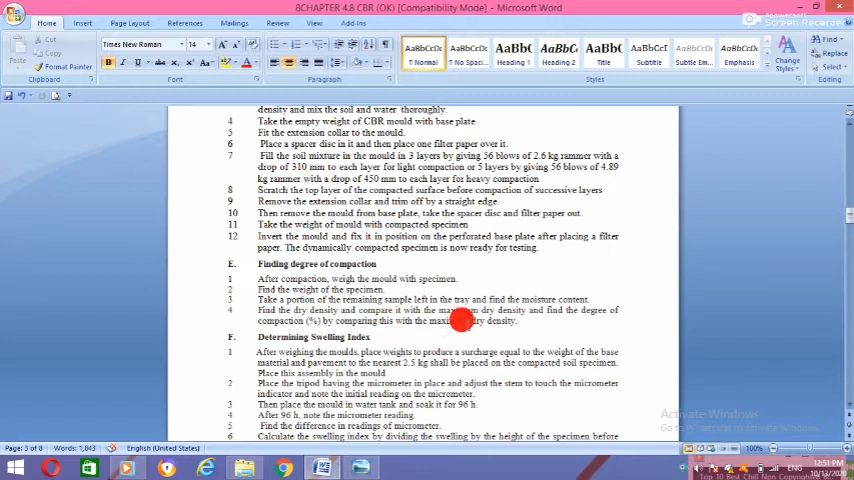 8CHAPTER 4.8 CBR (OK) [Compatibility Mode] - Microsoft Word
Home Insert Page Layout References Mailings Review View Add-Ins
Screen Recorder
Cut
Copy
Paste
Format Painter
Clipboard
Times New Roman 14
Font
Paragraph
AaBbCcDc AaBbCcDc AaBbC AaBbCc AaBbC AaBbCcI AaBbCcDc AaBbCcD
¶ Normal ¶ No Spaci... Heading 1 Heading 2 Title Subtitle Subtle Em... Emphasis
Change Styles
Styles
Find
Replace
Select
Editing
density and mix the soil and water thoroughly.
4 Take the empty weight of CBR mould with base plate
5 Fit the extension collar to the mould.
6 Place a spacer disc in it and then place one filter paper over it.
7 Fill the soil mixture in the mould in 3 layers by giving 56 blows of 2.6 kg rammer with a
drop of 310 mm to each layer for light compaction or 5 layers by giving 56 blows of 4.89
kg rammer with a drop of 450 mm to each layer for heavy compaction
8 Scratch the top layer of the compacted surface before compaction of successive layers
9 Remove the extension collar and trim off by a straight edge.
10 Then remove the mould from base plate, take the spacer disc and filter paper out.
11 Take the weight of mould with compacted specimen
12 Invert the mould and fix it in position on the perforated base plate after placing a filter
paper. The dynamically compacted specimen is now ready for testing.
E. Finding degree of compaction
1 After compaction, weigh the mould with specimen.
2 Find the weight of the specimen.
3 Take a portion of the remaining sample left in the tray and find the moisture content.
4 Find the dry density and compare it with the dry density and find the degree of
compaction (%) by comparing this with the dry density.
F. Determining Swelling Index
1 After weighing the moulds, place weights to produce a surcharge equal to the weight of the base
material and pavement to the nearest 2.5 kg shall be placed on the compacted soil specimen.
Place this assembly in the mould.
2 Place the tripod having the micrometer in place and adjust the stem to touch the micrometer
indicator and note the initial reading on the micrometer.
3 Then place the mould in water tank and soak it for 96 h.
4 After 96 h, note the micrometer reading.
5 Find the difference in readings of micrometer.
6 Calculate the swelling index by dividing the swelling by the height of the specimen before
Activate Windows
Go to PC settings to activate Windows.
Page: 3 of 8 Words: 1,843 English (United States) 100%
ENG
12:51 PM
10/13/2020